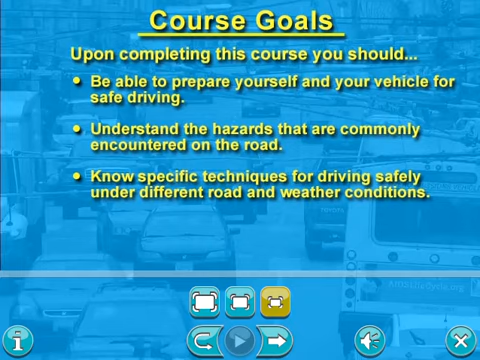 Course Goals
Upon completing this course you should...
• Be able to prepare yourself and your vehicle for
safe driving.
• Understand the hazards that are commonly
encountered on the road.
• Know specific techniques for driving safely
under different road and weather conditions.